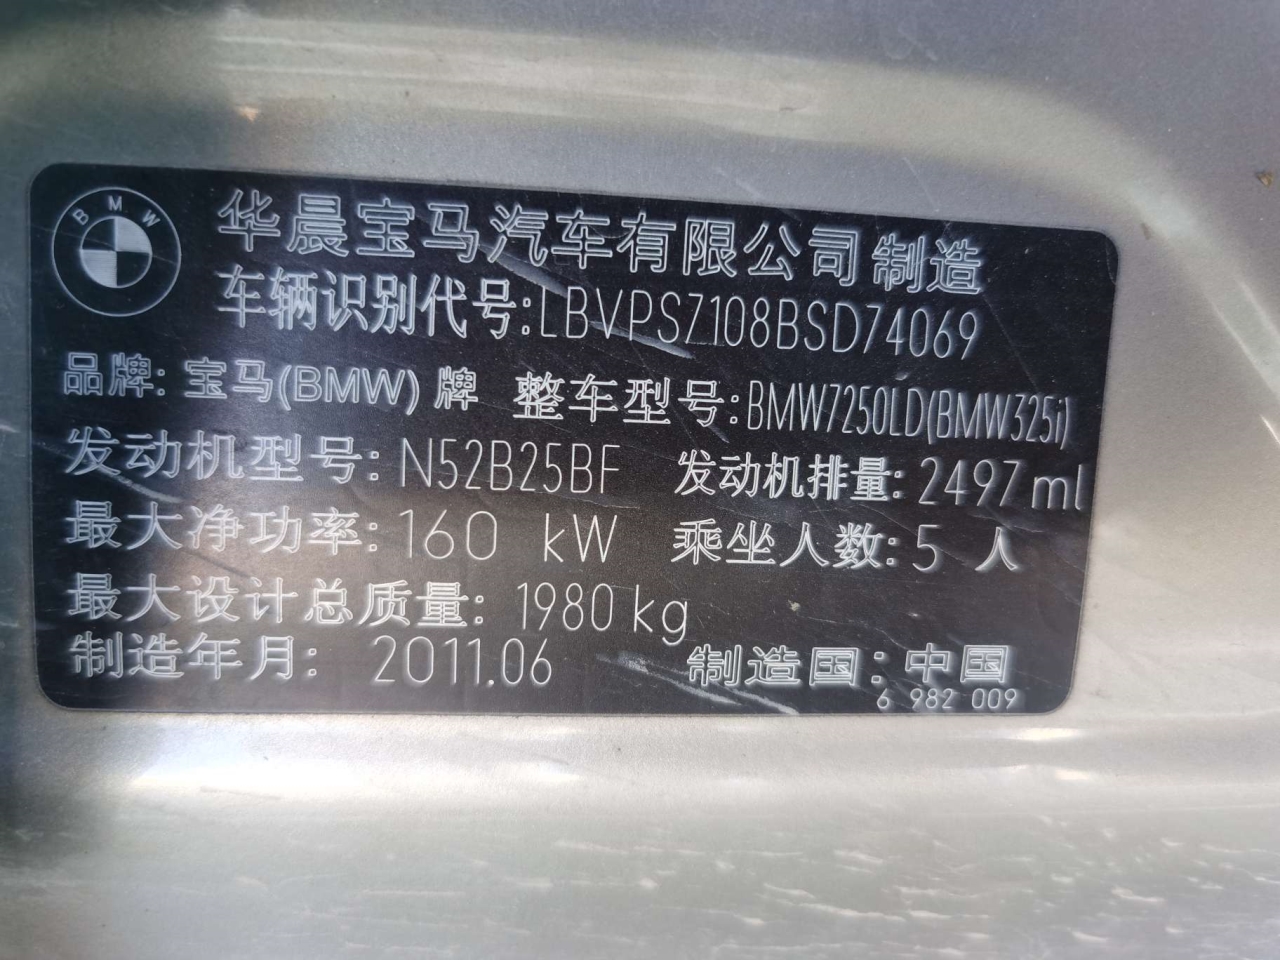 BMW
华晨宝马汽车有限公司制造
车辆识别代号:LBVPSZ108BSD74069
品牌: 宝马(BMW) 牌 整车型号:BMW7250LD(BMW325i)
发动机型号: N52B25BF 发动机排量: 2497 ml
最大净功率: 160 kW 乘坐人数: 5 人
最大设计总质量: 1980 kg
制造年月: 2011.06 制造国: 中国
6 982 009